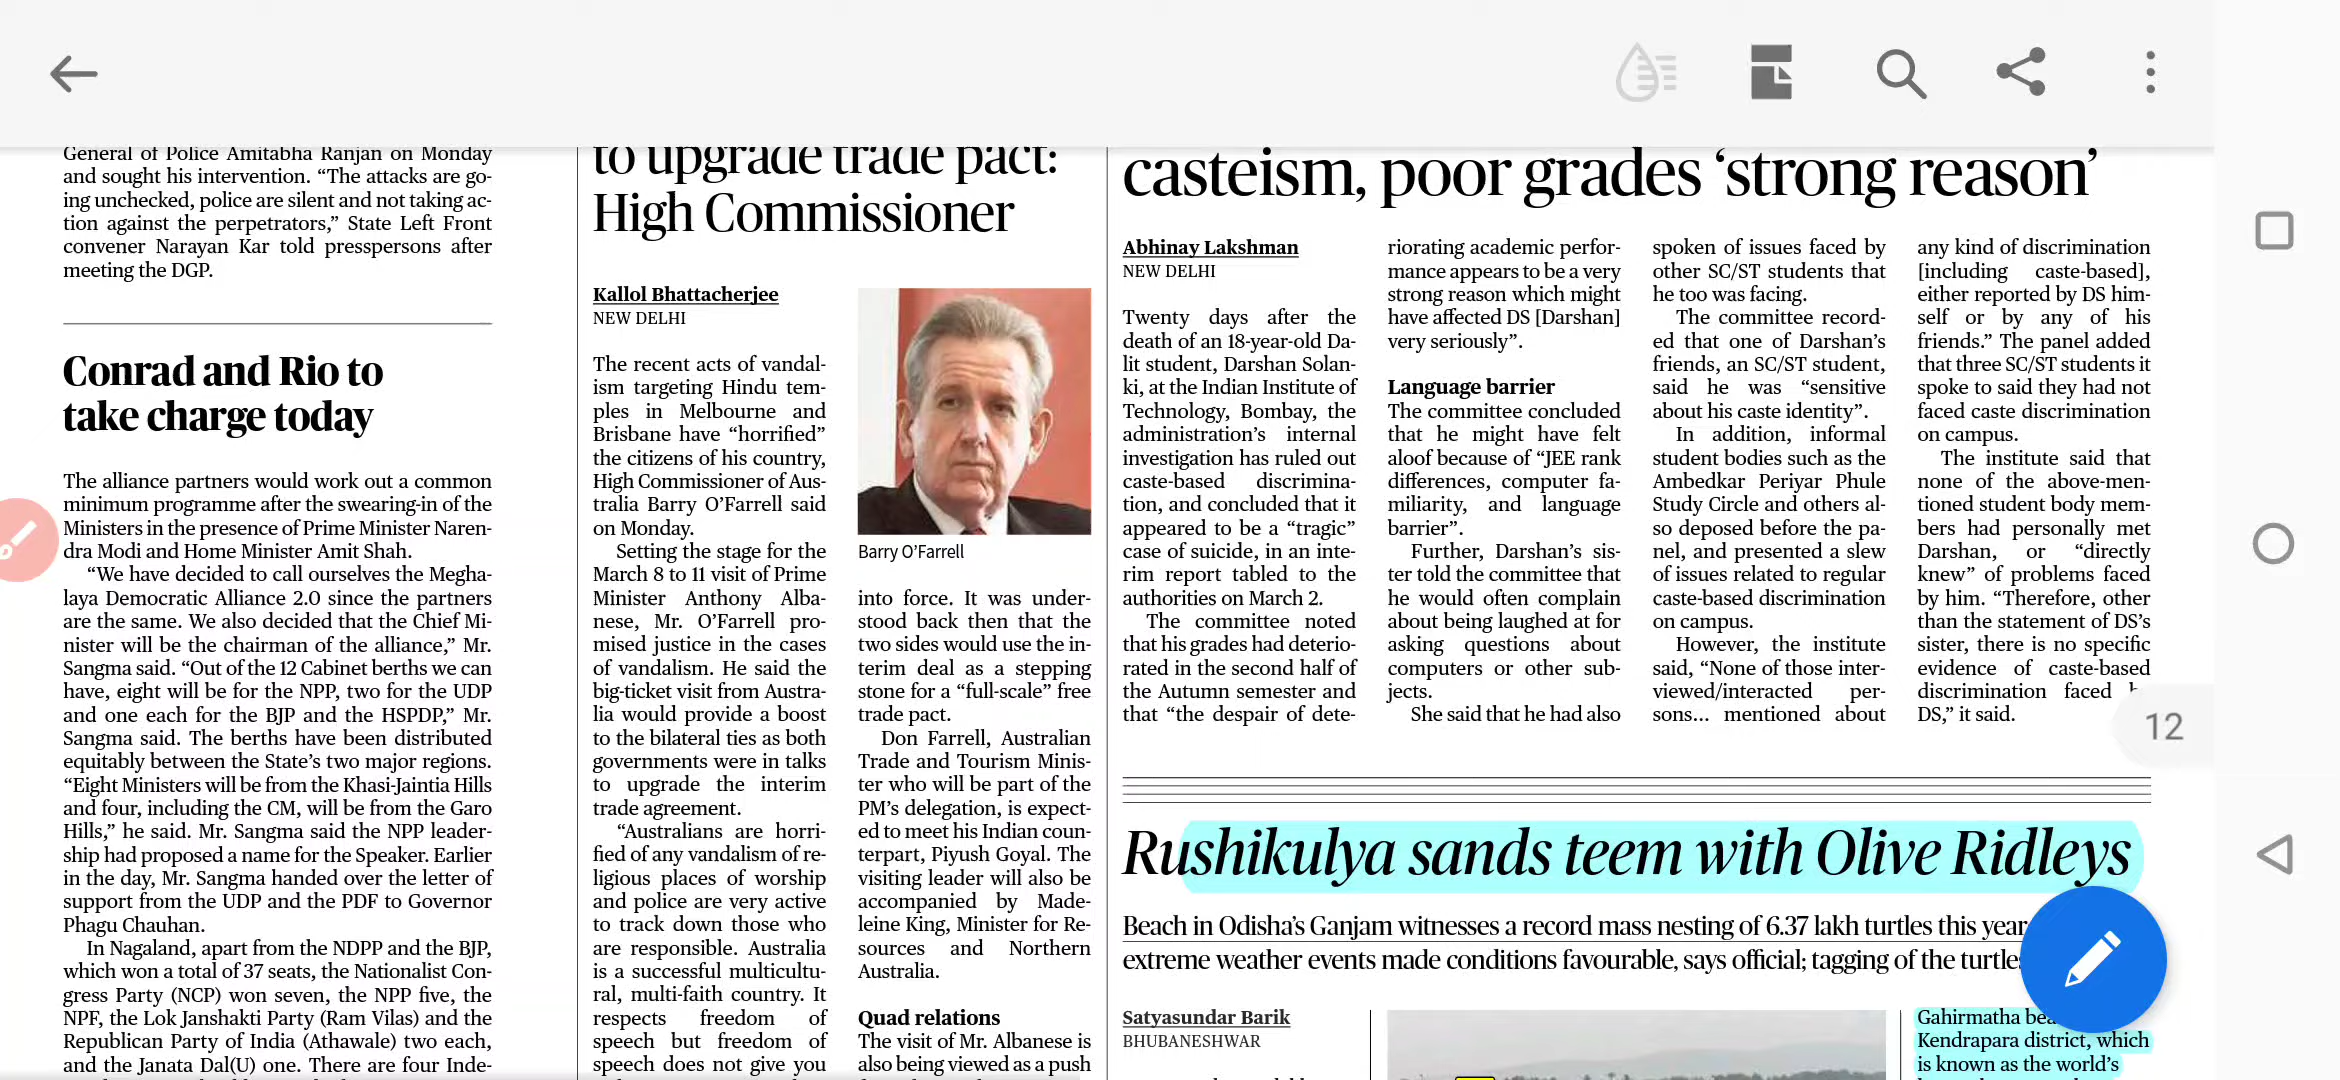 General of Police Amitabha Ranjan on Monday
and sought his intervention. “The attacks are go-
ing unchecked, police are silent and not taking ac-
tion against the perpetrators,” State Left Front
convener Narayan Kar told presspersons after
meeting the DGP.
Conrad and Rio to
take charge today
The alliance partners would work out a common
minimum programme after the swearing-in of the
Ministers in the presence of Prime Minister Naren-
dra Modi and Home Minister Amit Shah.
“We have decided to call ourselves the Megha-
laya Democratic Alliance 2.0 since the partners
are the same. We also decided that the Chief Mi-
nister will be the chairman of the alliance,” Mr.
Sangma said. “Out of the 12 Cabinet berths we can
have, eight will be for the NPP, two for the UDP
and one each for the BJP and the HSPDP,” Mr.
Sangma said. The berths have been distributed
equitably between the State’s two major regions.
“Eight Ministers will be from the Khasi-Jaintia Hills
and four, including the CM, will be from the Garo
Hills,” he said. Mr. Sangma said the NPP leader-
ship had proposed a name for the Speaker. Earlier
in the day, Mr. Sangma handed over the letter of
support from the UDP and the PDF to Governor
Phagu Chauhan.
In Nagaland, apart from the NDPP and the BJP,
which won a total of 37 seats, the Nationalist Con-
gress Party (NCP) won seven, the NPP five, the
NPF, the Lok Janshakti Party (Ram Vilas) and the
Republican Party of India (Athawale) two each,
and the Janata Dal(U) one. There are four Inde-
to upgrade trade pact:
High Commissioner
Kallol Bhattacherjee
NEW DELHI
The recent acts of vandal-
ism targeting Hindu tem-
ples in Melbourne and
Brisbane have “horrified”
the citizens of his country,
High Commissioner of Aus-
tralia Barry O’Farrell said
on Monday.
Setting the stage for the
March 8 to 11 visit of Prime
Minister Anthony Alba-
nese, Mr. O’Farrell pro-
mised justice in the cases
of vandalism. He said the
big-ticket visit from Austra-
lia would provide a boost
to the bilateral ties as both
governments were in talks
to upgrade the interim
trade agreement.
“Australians are horri-
fied of any vandalism of re-
ligious places of worship
and police are very active
to track down those who
are responsible. Australia
is a successful multicultu-
ral, multi-faith country. It
respects freedom of
speech but freedom of
speech does not give you
Barry O’Farrell
into force. It was under-
stood back then that the
two sides would use the in-
terim deal as a stepping
stone for a “full-scale” free
trade pact.
Don Farrell, Australian
Trade and Tourism Minis-
ter who will be part of the
PM’s delegation, is expect-
ed to meet his Indian coun-
terpart, Piyush Goyal. The
visiting leader will also be
accompanied by Made-
leine King, Minister for Re-
sources and Northern
Australia.
Quad relations
The visit of Mr. Albanese is
also being viewed as a push
casteism, poor grades ‘strong reason’
Abhinay Lakshman
NEW DELHI
Twenty days after the
death of an 18-year-old Da-
lit student, Darshan Solan-
ki, at the Indian Institute of
Technology, Bombay, the
administration’s internal
investigation has ruled out
caste-based discrimina-
tion, and concluded that it
appeared to be a “tragic”
case of suicide, in an inte-
rim report tabled to the
authorities on March 2.
The committee noted
that his grades had deterio-
rated in the second half of
the Autumn semester and
that “the despair of dete-
riorating academic perfor-
mance appears to be a very
strong reason which might
have affected DS [Darshan]
very seriously”.
Language barrier
The committee concluded
that he might have felt
aloof because of “JEE rank
differences, computer fa-
miliarity, and language
barrier”.
Further, Darshan’s sis-
ter told the committee that
he would often complain
about being laughed at for
asking questions about
computers or other sub-
jects.
She said that he had also
spoken of issues faced by
other SC/ST students that
he too was facing.
The committee record-
ed that one of Darshan’s
friends, an SC/ST student,
said he was “sensitive
about his caste identity”.
In addition, informal
student bodies such as the
Ambedkar Periyar Phule
Study Circle and others al-
so deposed before the pa-
nel, and presented a slew
of issues related to regular
caste-based discrimination
on campus.
However, the institute
said, “None of those inter-
viewed/interacted per-
sons... mentioned about
any kind of discrimination
[including caste-based],
either reported by DS him-
self or by any of his
friends.” The panel added
that three SC/ST students it
spoke to said they had not
faced caste discrimination
on campus.
The institute said that
none of the above-men-
tioned student body mem-
bers had personally met
Darshan, or “directly
knew” of problems faced
by him. “Therefore, other
than the statement of DS’s
sister, there is no specific
evidence of caste-based
discrimination faced
DS,” it said.
12
Rushikulya sands teem with Olive Ridleys
Beach in Odisha’s Ganjam witnesses a record mass nesting of 6.37 lakh turtles this year
extreme weather events made conditions favourable, says official; tagging of the
Satyasundar Barik
BHUBANESWAR
Gahirmatha
Kendrapara district, which
is known as the world’s